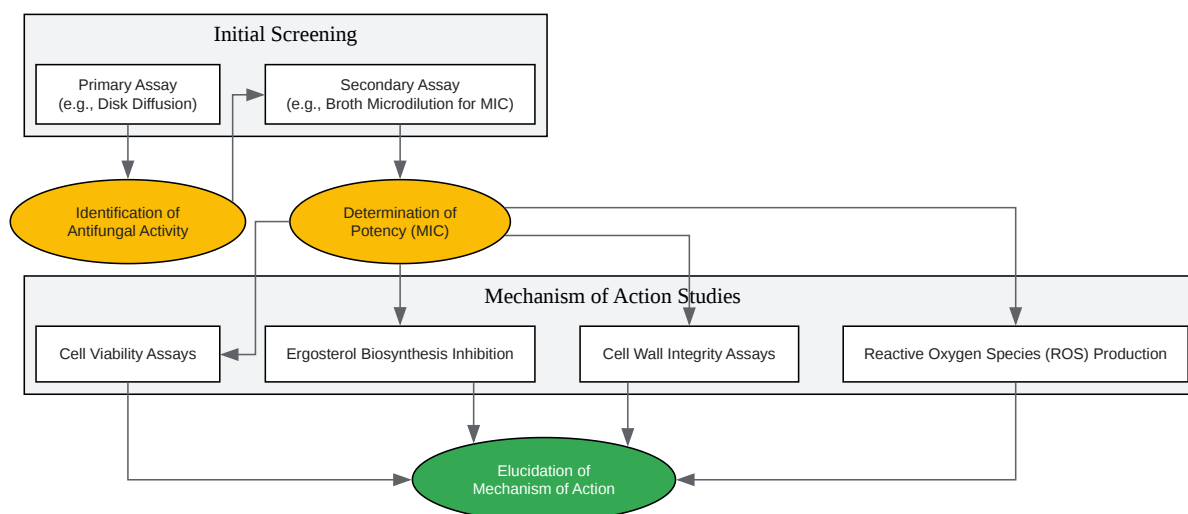 Initial Screening
Primary Assay
(e.g., Disk Diffusion)
Secondary Assay
(e.g., Broth Microdilution for MIC)
Identification of
Antifungal Activity
Determination of
Potency (MIC)
Mechanism of Action Studies
Cell Viability Assays
Ergosterol Biosynthesis Inhibition
Cell Wall Integrity Assays
Reactive Oxygen Species (ROS) Production
Elucidation of
Mechanism of Action